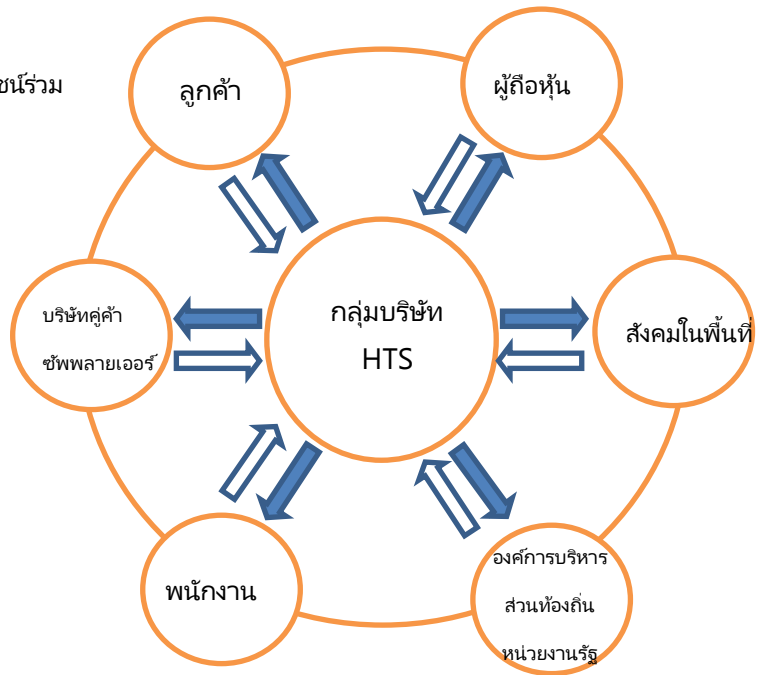 ชน์ร่วม
ลูกค้า
ผู้ถือหุ้น
บริษัทคู่ค้า
ซัพพลายเออร์
กลุ่มบริษัท
HTS
สังคมในพื้นที่
พนักงาน
องค์การบริหาร
ส่วนท้องถิ่น
หน่วยงานรัฐ